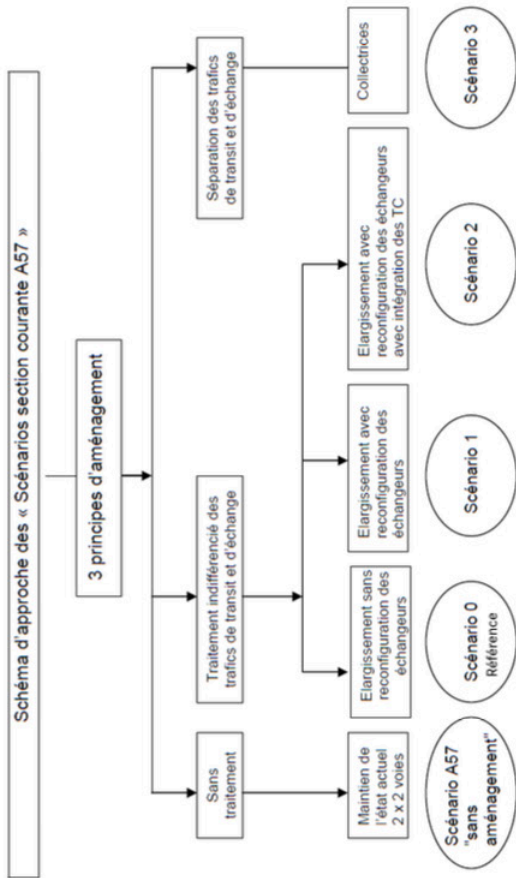 Schéma d'approche des « Scénarios section courante A57 »
3 principes d'aménagement
Sans
traitement
Traitement indifférencié des
trafics de transit et d'échange
Séparation des trafics
de transit et d'échange
Maintien de
l'état actuel
2 x 2 voies
Elargissement sans
reconfiguration des
échangeurs
Elargissement avec
reconfiguration des
échangeurs
Elargissement avec
reconfiguration des échangeurs
avec intégration des TC
Collectrices
Scénario A57
"sans
aménagement"
Scénario 0
Référence
Scénario 1
Scénario 2
Scénario 3